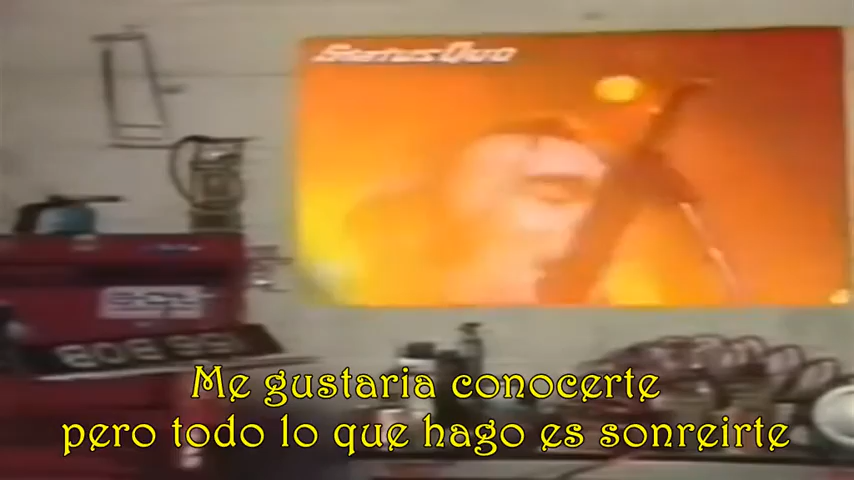 Status Quo
Me gustaria conocerte
pero todo lo que hago es sonreirte